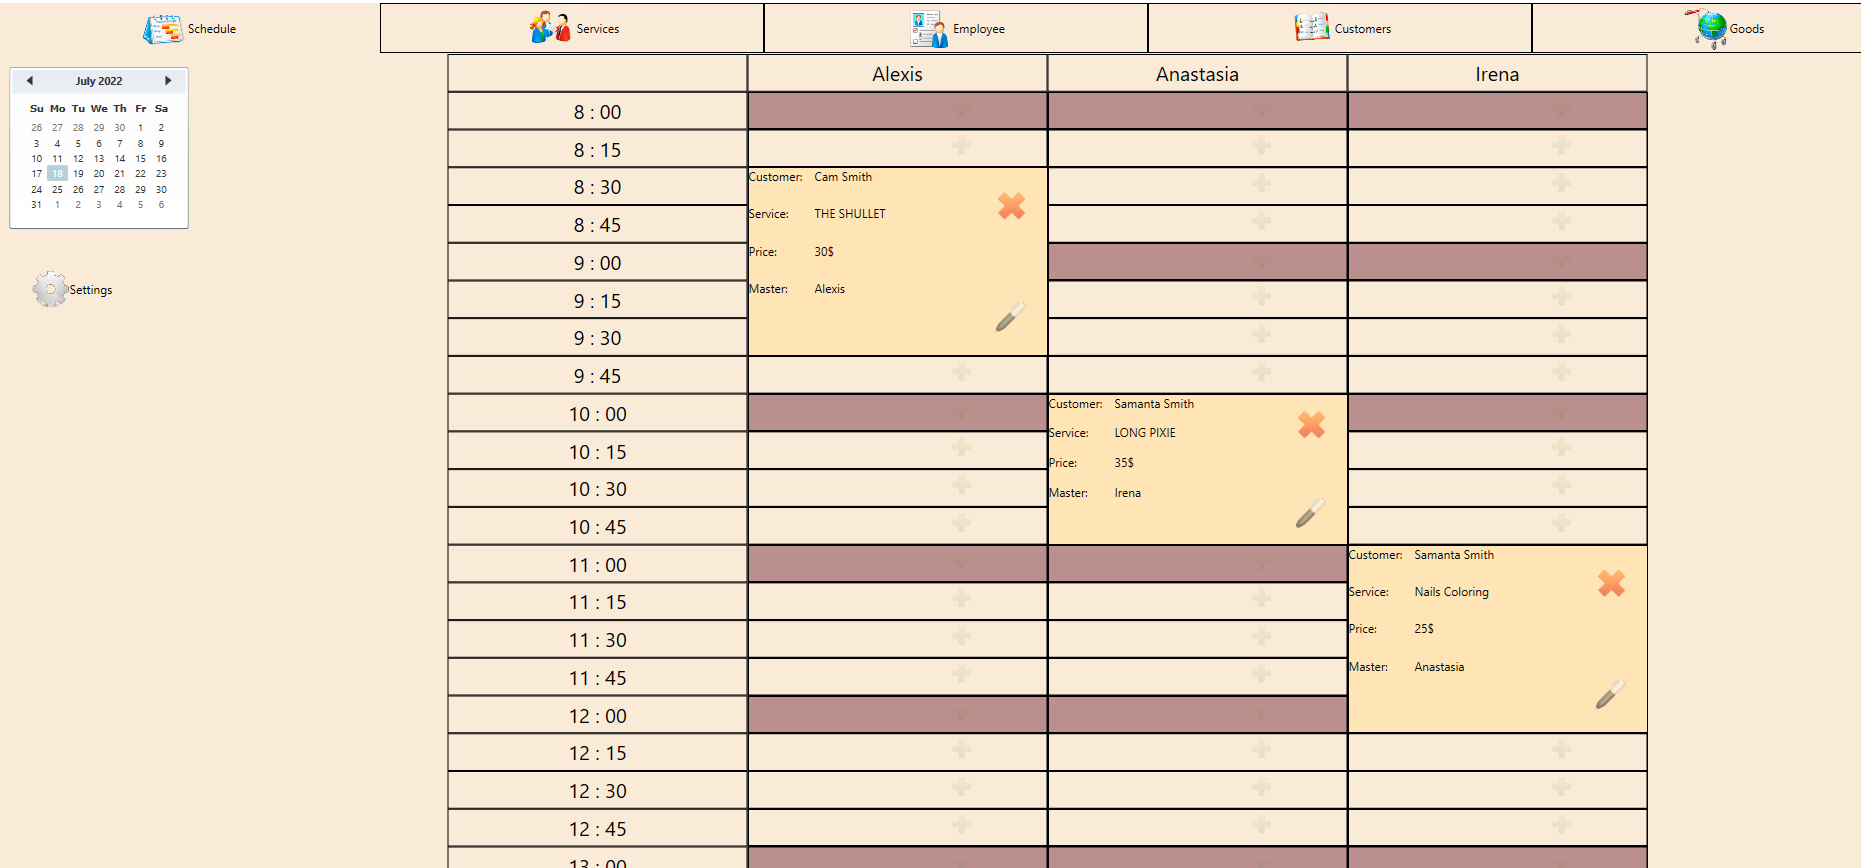 Schedule Services Employee Customers Goods
July 2022
Su Mo Tu We Th Fr Sa
26 27 28 29 30 1 2
3 4 5 6 7 8 9
10 11 12 13 14 15 16
17 18 19 20 21 22 23
24 25 26 27 28 29 30
31 1 2 3 4 5 6
Settings
Alexis Anastasia Irena
8 : 00
8 : 15
8 : 30
8 : 45
9 : 00
9 : 15
9 : 30
9 : 45
10 : 00
10 : 15
10 : 30
10 : 45
11 : 00
11 : 15
11 : 30
11 : 45
12 : 00
12 : 15
12 : 30
12 : 45
13 : 00
Customer: Cam Smith
Service: THE SHULLET
Price: 30$
Master: Alexis
Customer: Samanta Smith
Service: LONG PIXIE
Price: 35$
Master: Irena
Customer: Samanta Smith
Service: Nails Coloring
Price: 25$
Master: Anastasia